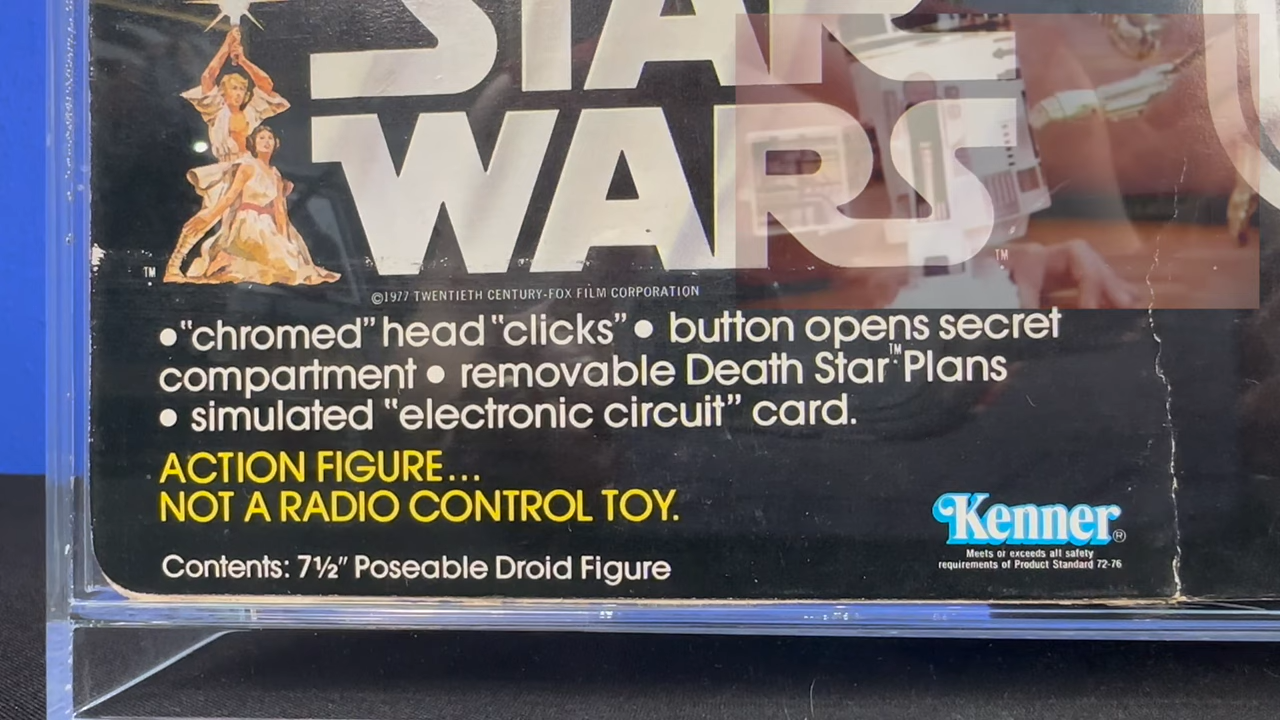 STAR
WARS
TM
TM
©1977 TWENTIETH CENTURY-FOX FILM CORPORATION
● "chromed" head "clicks" ● button opens secret
compartment ● removable Death Star™ Plans
● simulated "electronic circuit" card.
ACTION FIGURE...
NOT A RADIO CONTROL TOY.
Contents: 7½" Poseable Droid Figure
Kenner®
Meets or exceeds all safety
requirements of Product Standard 72-76